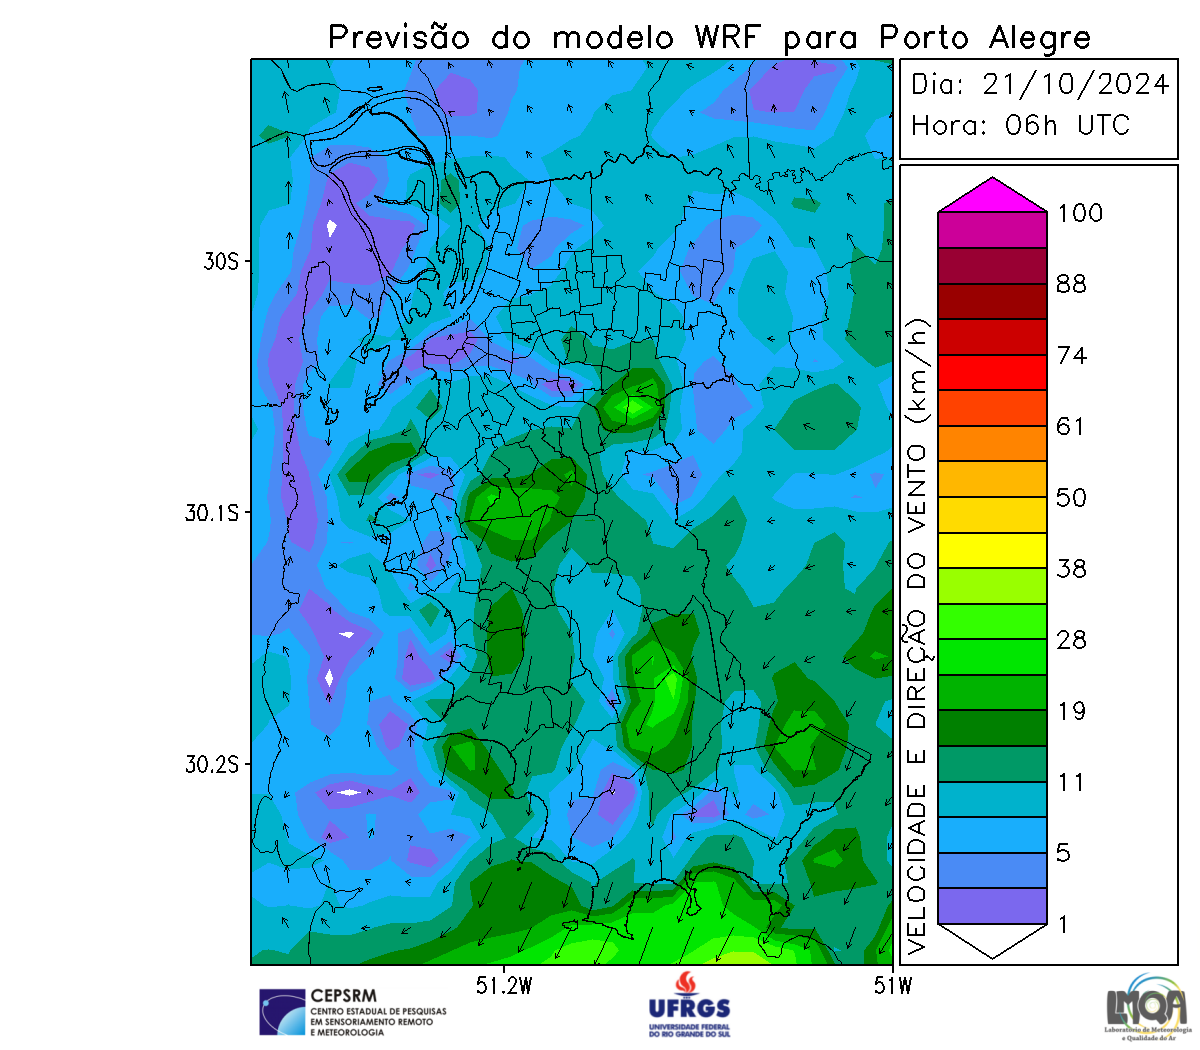 Previsão do modelo WRF para Porto Alegre
Dia: 21/10/2024
Hora: 06h UTC
30S
30.1S
30.2S
51.2W
51W
VELOCIDADE E DIREÇÃO DO VENTO (km/h)
100
88
74
61
50
38
28
19
11
5
1
CEPSRM
CENTRO ESTADUAL DE PESQUISAS
EM SENSORIAMENTO REMOTO
E METEOROLOGIA
UFRGS
UNIVERSIDADE FEDERAL
DO RIO GRANDE DO SUL
LMQA
Laboratório de Meteorologia
e Qualidade do Ar